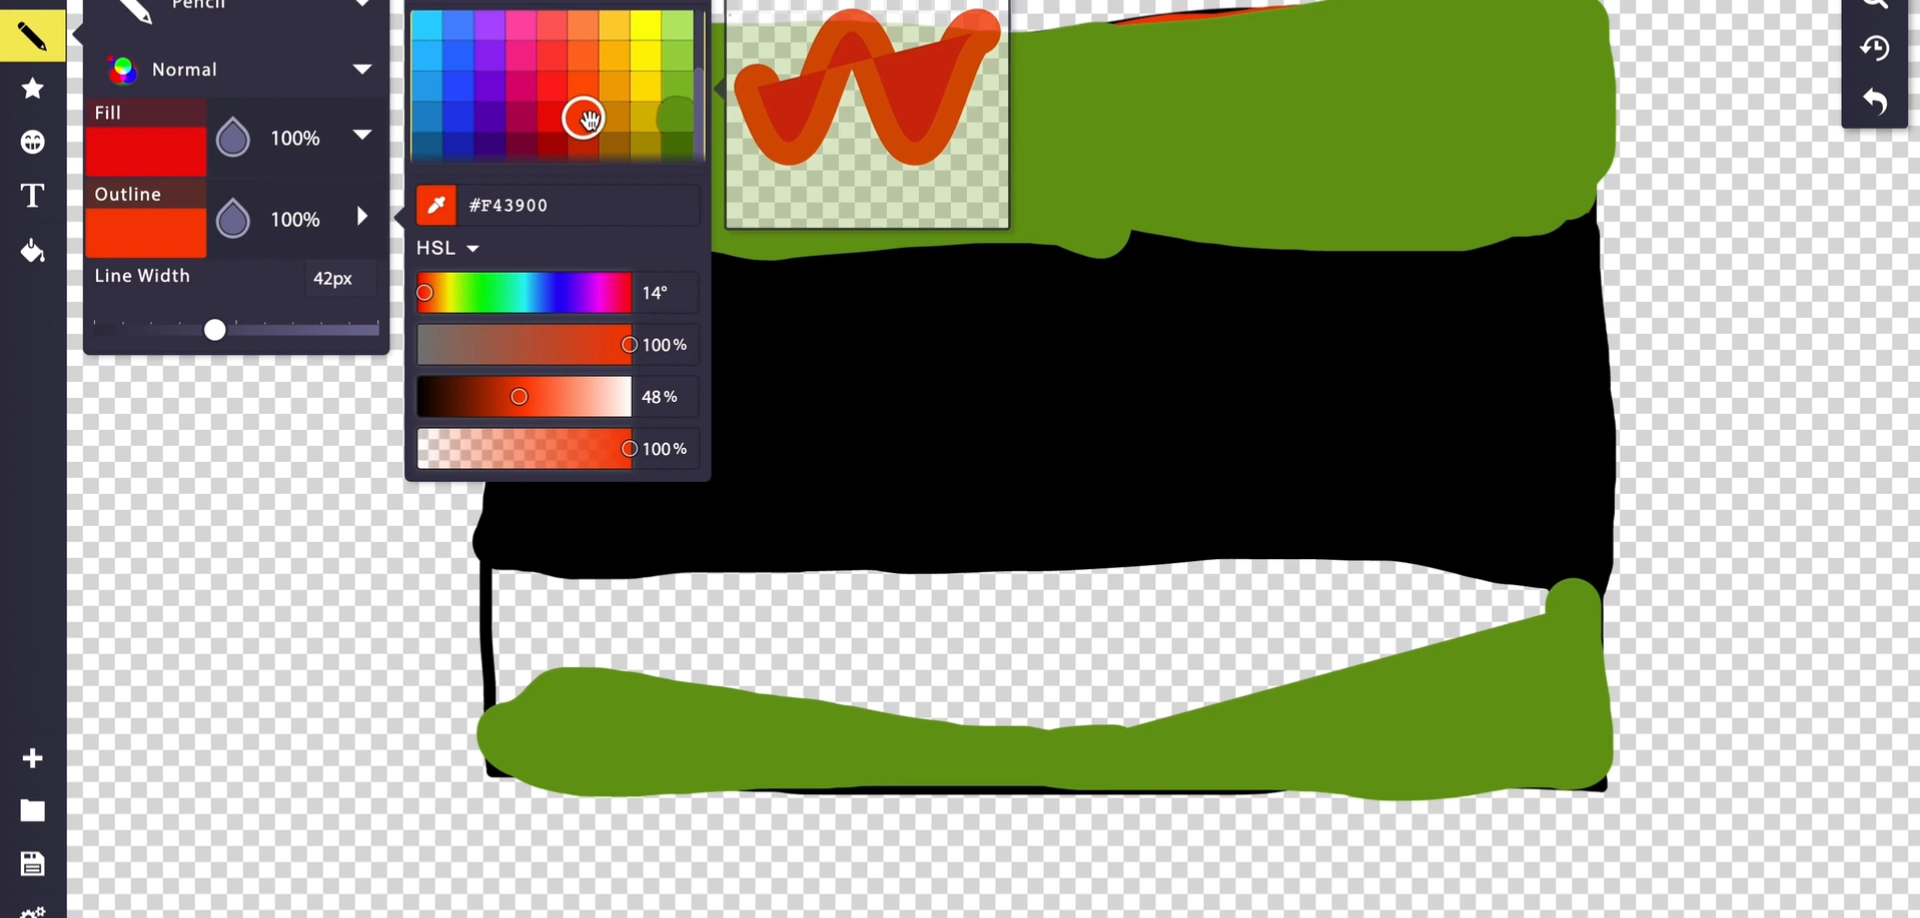 Pencil
Normal
Fill
100%
Outline
100%
Line Width
42px
#F43900
HSL
14°
100%
48%
100%
T